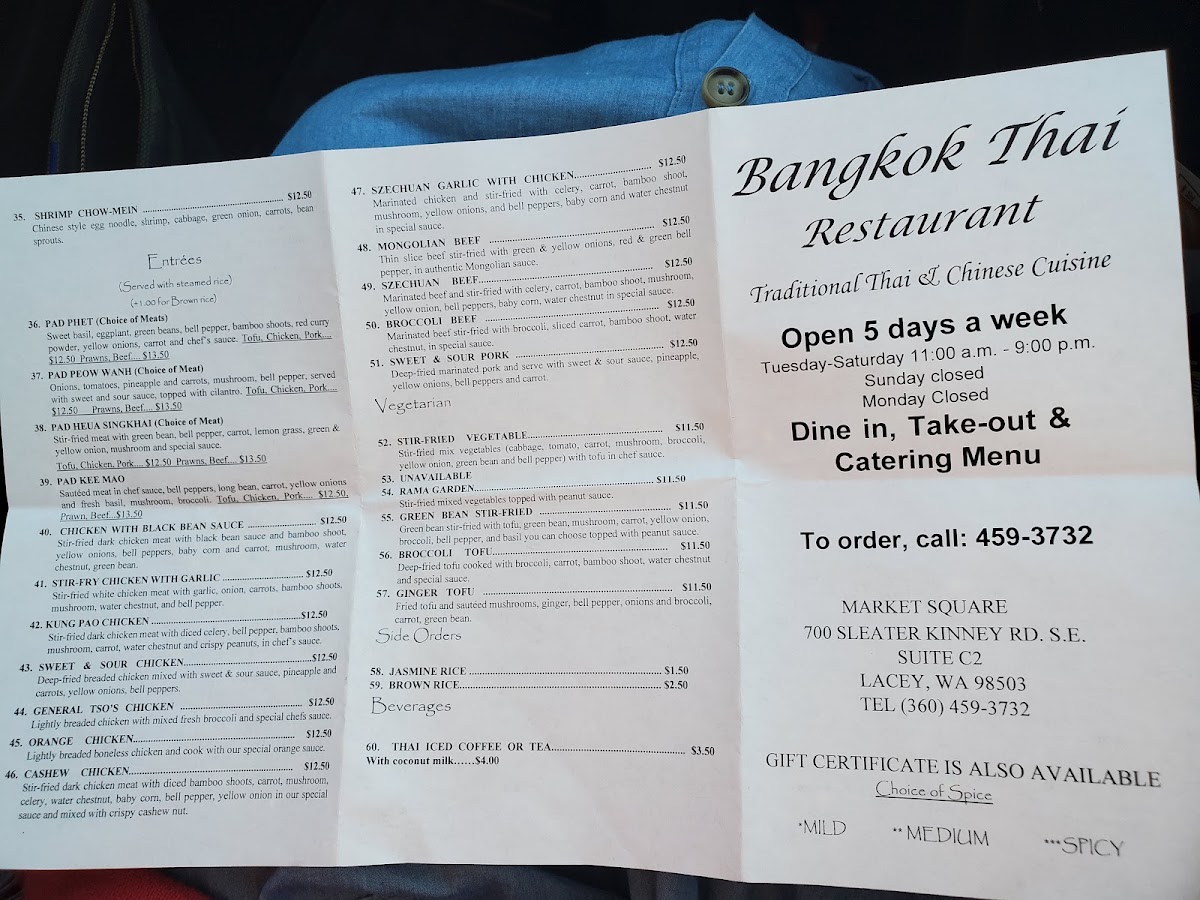 35. SHRIMP CHOW-MEIN ........ $12.50
Chinese style egg noodle, shrimp, cabbage, green onion, carrots, bean
sprouts.
Entrées
(Served with steamed rice)
(+1.00 for Brown rice)
36. PAD PHET (Choice of Meats)
Sweet basil, eggplant, green beans, bell pepper, bamboo shoots, red curry
powder, yellow onions, carrot and chef's sauce. Tofu, Chicken, Pork....
$12.50 Prawns, Beef.... $13.50
37. PAD PEOW WANH (Choice of Meat)
Onions, tomatoes, pineapple and carrots, mushroom, bell pepper, served
with sweet and sour sauce, topped with cilantro. Tofu, Chicken, Pork....
$12.50 Prawns, Beef.... $13.50
38. PAD HEUA SINGKHAI (Choice of Meat)
Stir-fried meat with green bean, bell pepper, carrot, lemon grass, green &
yellow onion, mushroom and special sauce.
Tofu, Chicken, Pork.... $12.50 Prawns, Beef.... $13.50
39. PAD KEE MAO
Sautéed meat in chef sauce, bell peppers, long bean, carrot, yellow onions
and fresh basil, mushroom, broccoli. Tofu, Chicken, Pork.... $12.50,
Prawn, Beef...$13.50
40. CHICKEN WITH BLACK BEAN SAUCE ........ $12.50
Stir-fried dark chicken meat with black bean sauce and bamboo shoot,
yellow onions, bell peppers, baby corn and carrot, mushroom, water
chestnut, green bean.
41. STIR-FRY CHICKEN WITH GARLIC ........ $12.50
Stir-fried white chicken meat with garlic, onion, carrots, bamboo shoots,
mushroom, water chestnut, and bell pepper.
42. KUNG PAO CHICKEN ........ $12.50
Stir-fried dark chicken meat with diced celery, bell pepper, bamboo shoots,
mushroom, carrot, water chestnut and crispy peanuts, in chef's sauce.
43. SWEET & SOUR CHICKEN........ $12.50
Deep-fried breaded chicken mixed with sweet & sour sauce, pineapple and
carrots, yellow onions, bell peppers.
44. GENERAL TSO'S CHICKEN ........ $12.50
Lightly breaded chicken with mixed fresh broccoli and special chefs sauce.
45. ORANGE CHICKEN........ $12.50
Lightly breaded boneless chicken and cook with our special orange sauce.
46. CASHEW CHICKEN........ $12.50
Stir-fried dark chicken meat with diced bamboo shoots, carrot, mushroom,
celery, water chestnut, baby corn, bell pepper, yellow onion in our special
sauce and mixed with crispy cashew nut.
47. SZECHUAN GARLIC WITH CHICKEN........ $12.50
Marinated chicken and stir-fried with celery, carrot, bamboo shoot,
mushroom, yellow onions, and bell peppers, baby corn and water chestnut
in special sauce.
48. MONGOLIAN BEEF ........ $12.50
Thin slice beef stir-fried with green & yellow onions, red & green bell
pepper, in authentic Mongolian sauce.
49. SZECHUAN BEEF........ $12.50
Marinated beef and stir-fried with celery, carrot, bamboo shoot, mushroom,
yellow onion, bell peppers, baby corn, water chestnut in special sauce.
50. BROCCOLI BEEF ........ $12.50
Marinated beef stir-fried with broccoli, sliced carrot, bamboo shoot, water
chestnut, in special sauce.
51. SWEET & SOUR PORK ........ $12.50
Deep-fried marinated pork and serve with sweet & sour sauce, pineapple,
yellow onions, bell peppers and carrot.
Vegetarian
52. STIR-FRIED VEGETABLE........ $11.50
Stir-fried mix vegetables (cabbage, tomato, carrot, mushroom, broccoli,
yellow onion, green bean and bell pepper) with tofu in chef sauce.
53. UNAVAILABLE
54. RAMA GARDEN........ $11.50
Stir-fried mixed vegetables topped with peanut sauce.
55. GREEN BEAN STIR-FRIED ........ $11.50
Green bean stir-fried with tofu, green bean, mushroom, carrot, yellow onion,
broccoli, bell pepper, and basil you can choose topped with peanut sauce.
56. BROCCOLI TOFU........ $11.50
Deep-fried tofu cooked with broccoli, carrot, bamboo shoot, water chestnut
and special sauce.
57. GINGER TOFU ........ $11.50
Fried tofu and sautéed mushrooms, ginger, bell pepper, onions and broccoli,
carrot, green bean.
Side Orders
58. JASMINE RICE ........ $1.50
59. BROWN RICE........ $2.50
Beverages
60. THAI ICED COFFEE OR TEA........ $3.50
With coconut milk......$4.00
Bangkok Thai
Restaurant
Traditional Thai & Chinese Cuisine
Open 5 days a week
Tuesday-Saturday 11:00 a.m. - 9:00 p.m.
Sunday closed
Monday Closed
Dine in, Take-out &
Catering Menu
To order, call: 459-3732
MARKET SQUARE
700 SLEATER KINNEY RD. S.E.
SUITE C2
LACEY, WA 98503
TEL (360) 459-3732
GIFT CERTIFICATE IS ALSO AVAILABLE
Choice of Spice
*MILD **MEDIUM ***SPICY